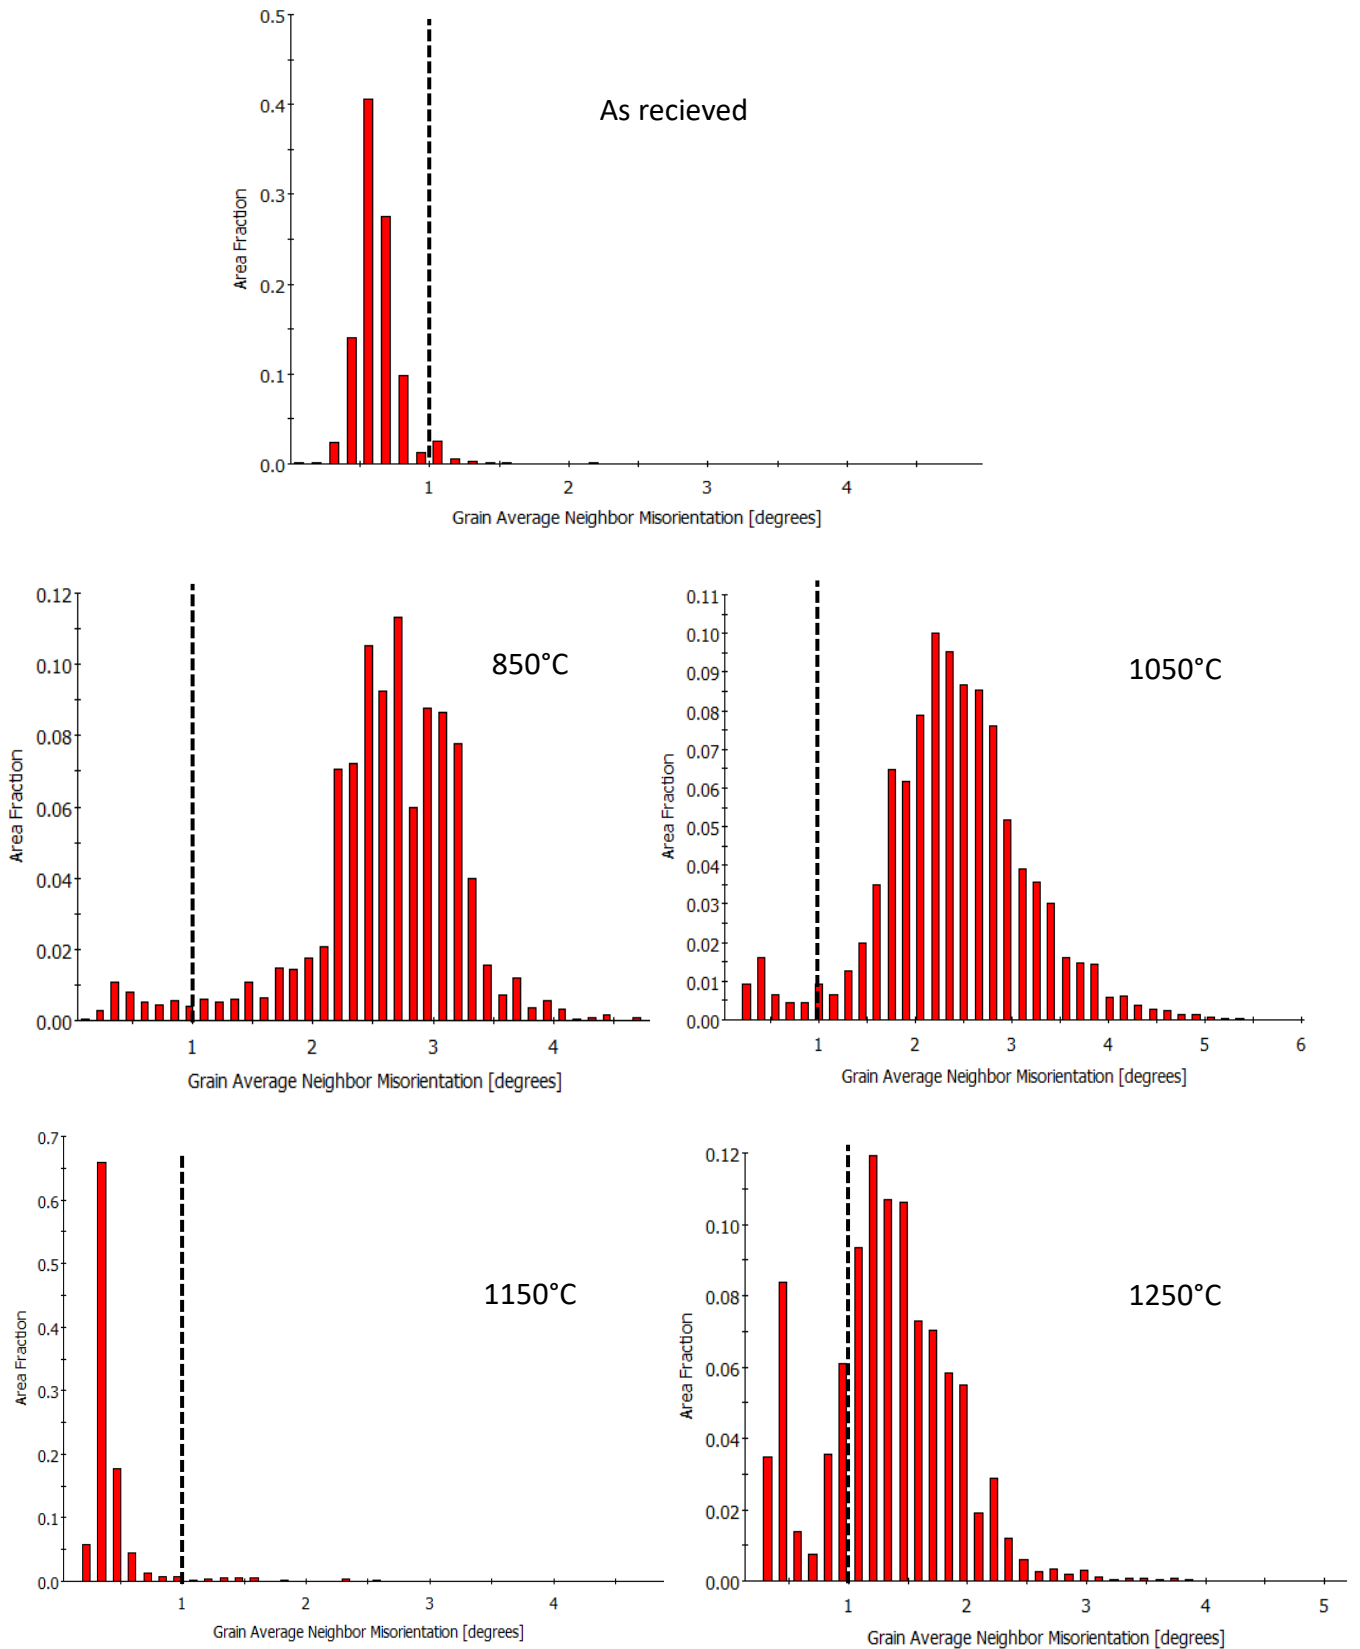 0.5
0.4
0.3
0.2
0.1
0.0
Area Fraction
As recieved
1 2 3 4
Grain Average Neighbor Misorientation [degrees]
0.12
0.10
0.08
0.06
0.04
0.02
0.00
Area Fraction
850°C
1 2 3 4
Grain Average Neighbor Misorientation [degrees]
0.11
0.10
0.09
0.08
0.07
0.06
0.05
0.04
0.03
0.02
0.01
0.00
Area Fraction
1050°C
1 2 3 4 5 6
Grain Average Neighbor Misorientation [degrees]
0.7
0.6
0.5
0.4
0.3
0.2
0.1
0.0
Area Fraction
1150°C
1 2 3 4
Grain Average Neighbor Misorientation [degrees]
0.12
0.10
0.08
0.06
0.04
0.02
0.00
Area Fraction
1250°C
1 2 3 4 5
Grain Average Neighbor Misorientation [degrees]